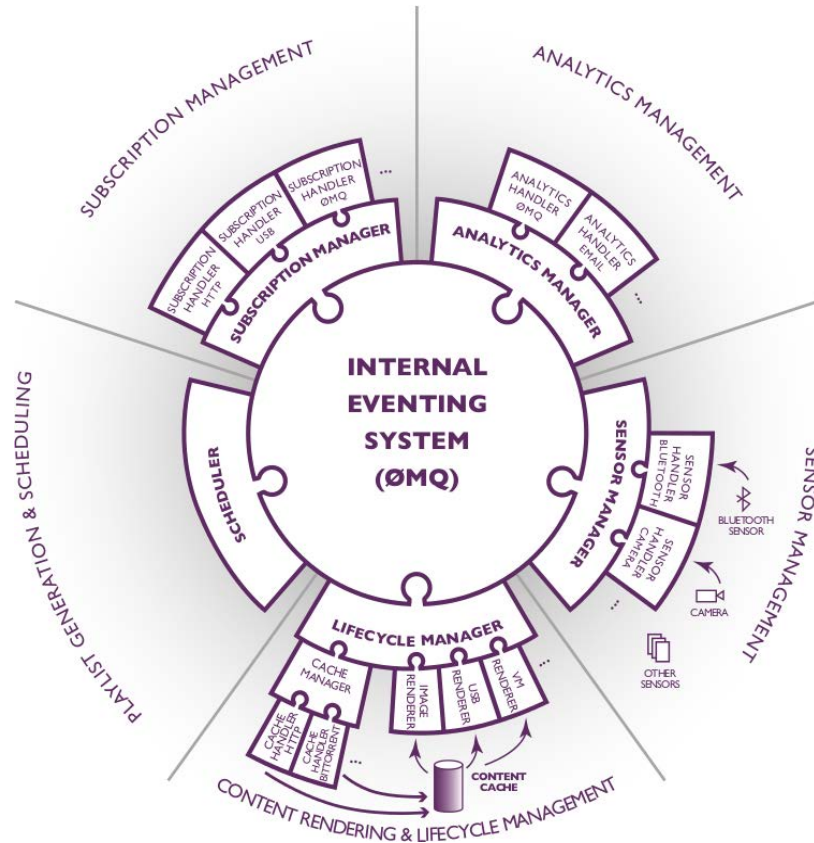 SUBSCRIPTION MANAGEMENT
ANALYTICS MANAGEMENT
SUBSCRIPTION
HANDLER
HTTP
SUBSCRIPTION
HANDLER
USB
SUBSCRIPTION
HANDLER
ØMQ
...
SUBSCRIPTION MANAGER
ANALYTICS
HANDLER
ØMQ
ANALYTICS
HANDLER
EMAIL
...
ANALYTICS MANAGER
INTERNAL
EVENTING
SYSTEM
(ØMQ)
SCHEDULER
PLAYLIST GENERATION & SCHEDULING
SENSOR MANAGER
SENSOR
HANDLER
BLUETOOTH
SENSOR
HANDLER
CAMERA
...
BLUETOOTH
SENSOR
CAMERA
OTHER
SENSORS
SENSOR MANAGEMENT
LIFECYCLE MANAGER
CACHE
MANAGER
CACHE
HANDLER
HTTP
CACHE
HANDLER
BITTORRENT
...
IMAGE
RENDERER
USB
RENDERER
VM
RENDERER
...
CONTENT
CACHE
CONTENT RENDERING & LIFECYCLE MANAGEMENT